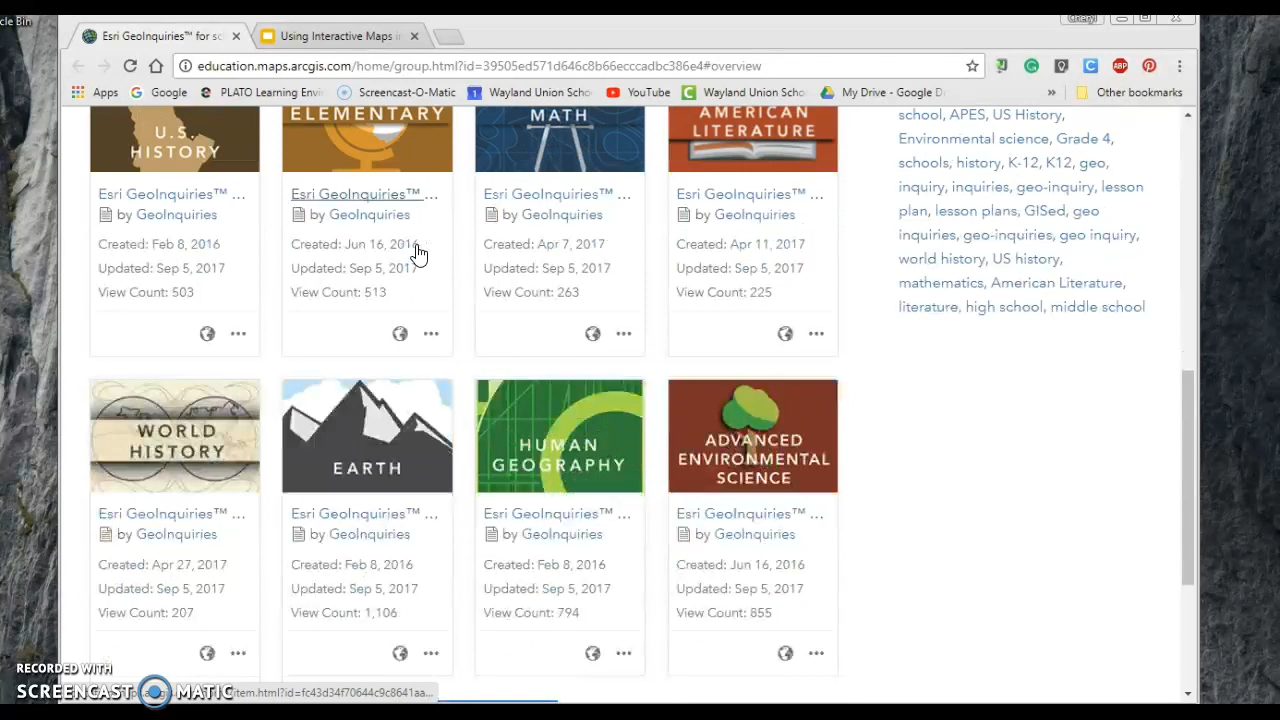 cle Bin
Cheryl
Esri GeoInquiries™ for sc
Using Interactive Maps in
education.maps.arcgis.com/home/group.html?id=39505ed571d646c8b66ecccadbc386e4#overview
Apps
Google
PLATO Learning Envir
Screencast-O-Matic
Wayland Union Scho
YouTube
Wayland Union Scho
My Drive - Google D
»
Other bookmarks
U.S. HISTORY
ELEMENTARY
MATH
AMERICAN LITERATURE
Esri GeoInquiries™ ...
by GeoInquiries
Created: Feb 8, 2016
Updated: Sep 5, 2017
View Count: 503
Esri GeoInquiries™ ...
by GeoInquiries
Created: Jun 16, 2016
Updated: Sep 5, 2017
View Count: 513
Esri GeoInquiries™ ...
by GeoInquiries
Created: Apr 7, 2017
Updated: Sep 5, 2017
View Count: 263
Esri GeoInquiries™ ...
by GeoInquiries
Created: Apr 11, 2017
Updated: Sep 5, 2017
View Count: 225
school, APES, US History,
Environmental science, Grade 4,
schools, history, K-12, K12, geo,
inquiry, inquiries, geo-inquiry, lesson
plan, lesson plans, GISed, geo
inquiries, geo-inquiries, geo inquiry,
world history, US history,
mathematics, American Literature,
literature, high school, middle school
WORLD HISTORY
EARTH
HUMAN GEOGRAPHY
ADVANCED ENVIRONMENTAL SCIENCE
Esri GeoInquiries™ ...
by GeoInquiries
Created: Apr 27, 2017
Updated: Sep 5, 2017
View Count: 207
Esri GeoInquiries™ ...
by GeoInquiries
Created: Feb 8, 2016
Updated: Sep 5, 2017
View Count: 1,106
Esri GeoInquiries™ ...
by GeoInquiries
Created: Feb 8, 2016
Updated: Sep 5, 2017
View Count: 794
Esri GeoInquiries™ ...
by GeoInquiries
Created: Jun 16, 2016
Updated: Sep 5, 2017
View Count: 855
RECORDED WITH
SCREENCAST MATIC
item.html?id=fc43d34f70644c9c8641aa...